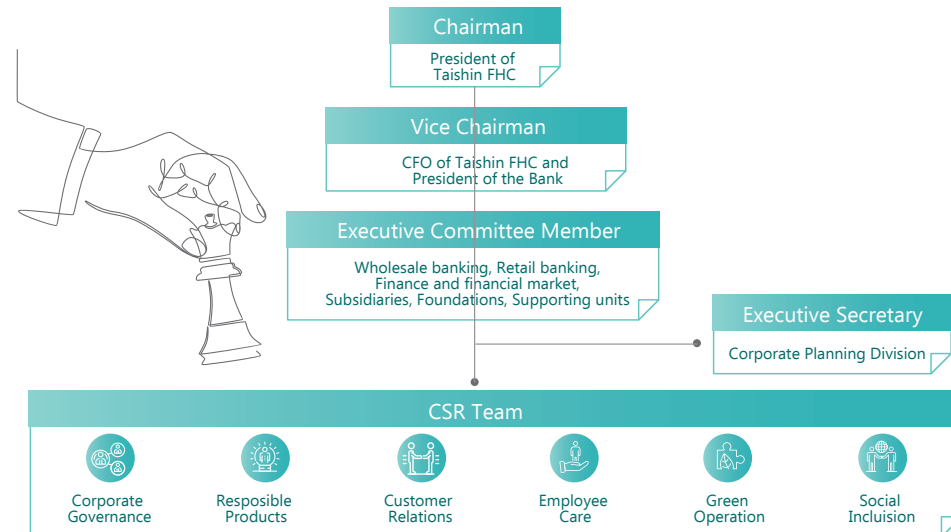 Chairman
President of
Taishin FHC
Vice Chairman
CFO of Taishin FHC and
President of the Bank
Executive Committee Member
Wholesale banking, Retail banking,
Finance and financial market,
Subsidiaries, Foundations, Supporting units
Executive Secretary
Corporate Planning Division
CSR Team
Corporate
Governance
Resposible
Products
Customer
Relations
Employee
Care
Green
Operation
Social
Incluision